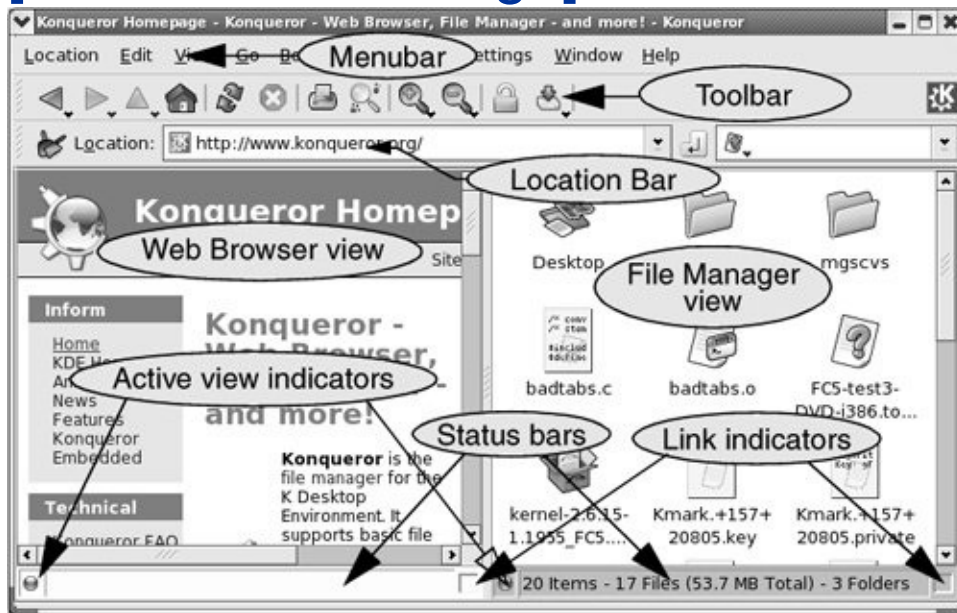 Konqueror Homepage - Konqueror - Web Browser, File Manager - and more! - Konqueror
Location Edit Go Settings Window Help
Menubar
Toolbar
Location: http://www.konqueror.org/
Location Bar
Konqueror Homep
Web Browser view
Site
Desktop
mgscvs
File Manager
view
Inform
Home
KDE
News
Features
Konqueror
Embedded
Konqueror -
Web Browser,
and more!
Active view indicators
badtabs.c
badtabs.o
FC5-test3-
DVD-i386.to...
Status bars
Link indicators
Konqueror is the
file manager for the
K Desktop
Environment. It
supports basic file
Technical
Konqueror FAQ
kernel-2.6.15-
1.1955_FC5....
Kmark.+157+
20805.key
Kmark.+157+
20805.private
20 Items - 17 Files (53.7 MB Total) - 3 Folders